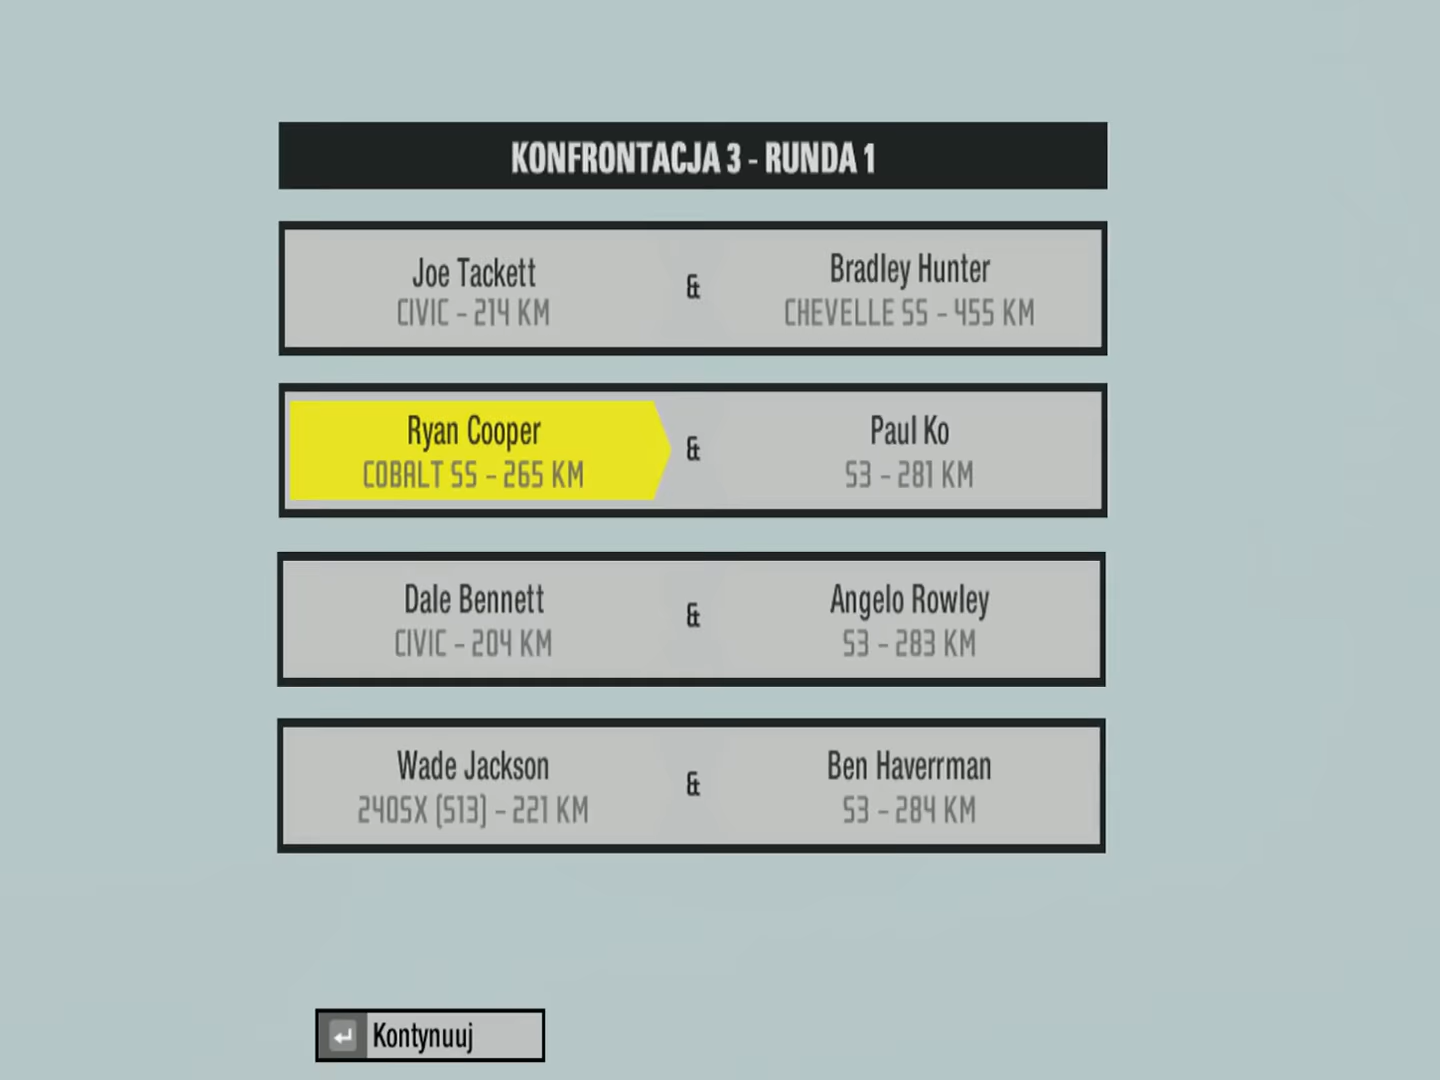 KONFRONTACJA 3 - RUNDA 1
Joe Tackett & Bradley Hunter
CIVIC - 214 KM CHEVELLE SS - 455 KM
Ryan Cooper & Paul Ko
COBALT SS - 265 KM S3 - 281 KM
Dale Bennett & Angelo Rowley
CIVIC - 204 KM S3 - 283 KM
Wade Jackson & Ben Haverrman
240SX (S13) - 221 KM S3 - 284 KM
Kontynuuj